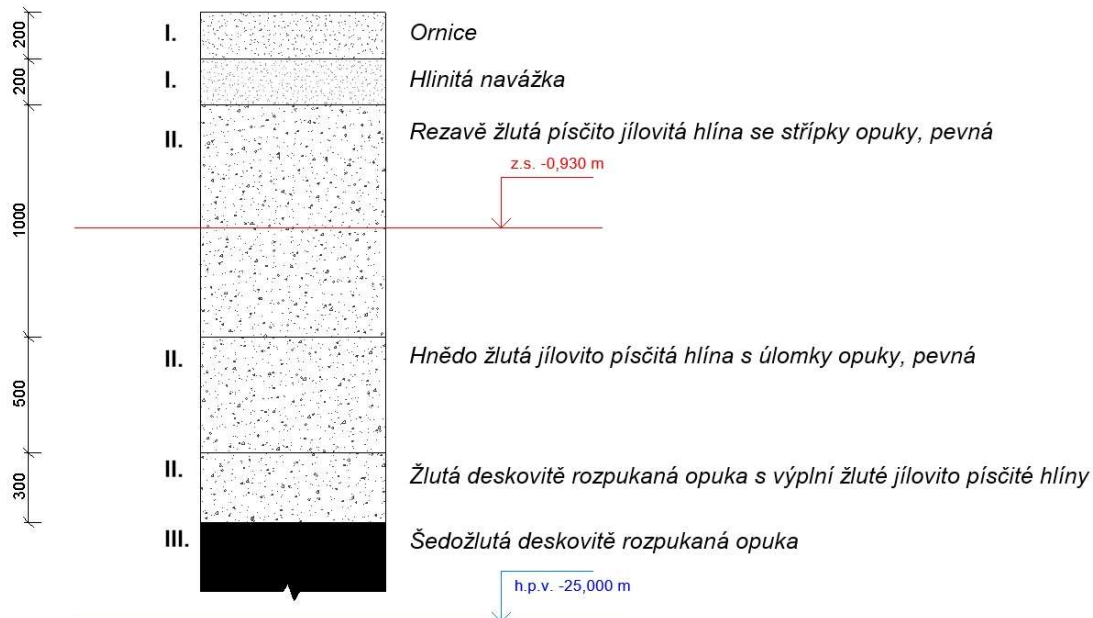 200
I.
Ornice
200
I.
Hlinitá navážka
1000
II.
Rezavě žlutá písčito jílovitá hlína se střípky opuky, pevná
z.s. -0,930 m
500
II.
Hnědo žlutá jílovito písčitá hlína s úlomky opuky, pevná
300
II.
Žlutá deskovitě rozpukaná opuka s výplní žluté jílovito písčité hlíny
III.
Šedožlutá deskovitě rozpukaná opuka
h.p.v. -25,000 m